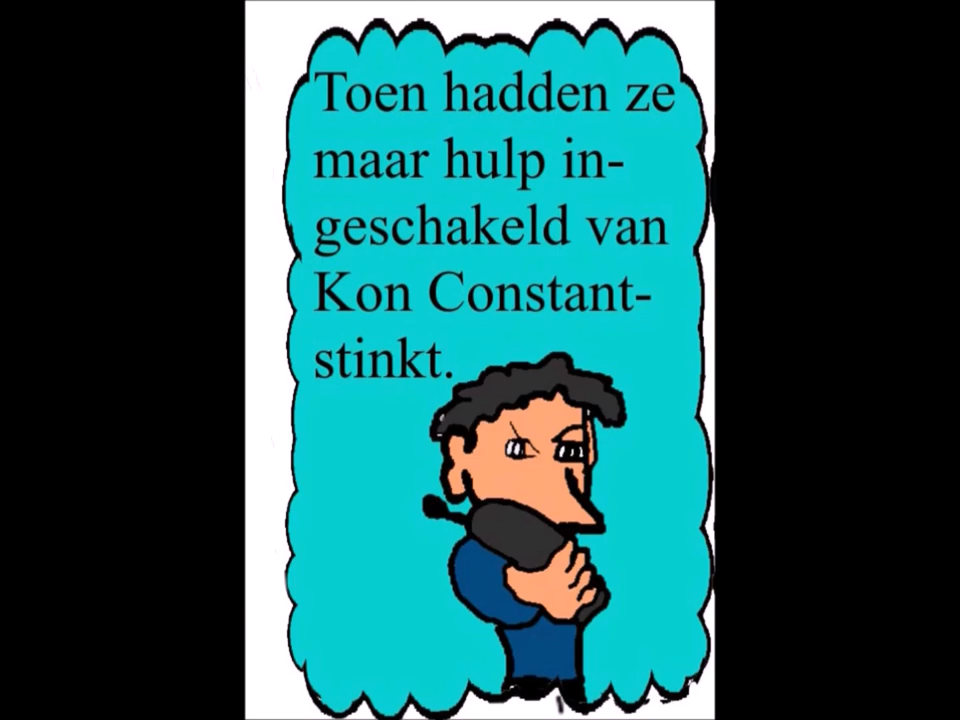 Toen hadden ze
maar hulp in-
geschakeld van
Kon Constant-
stinkt.